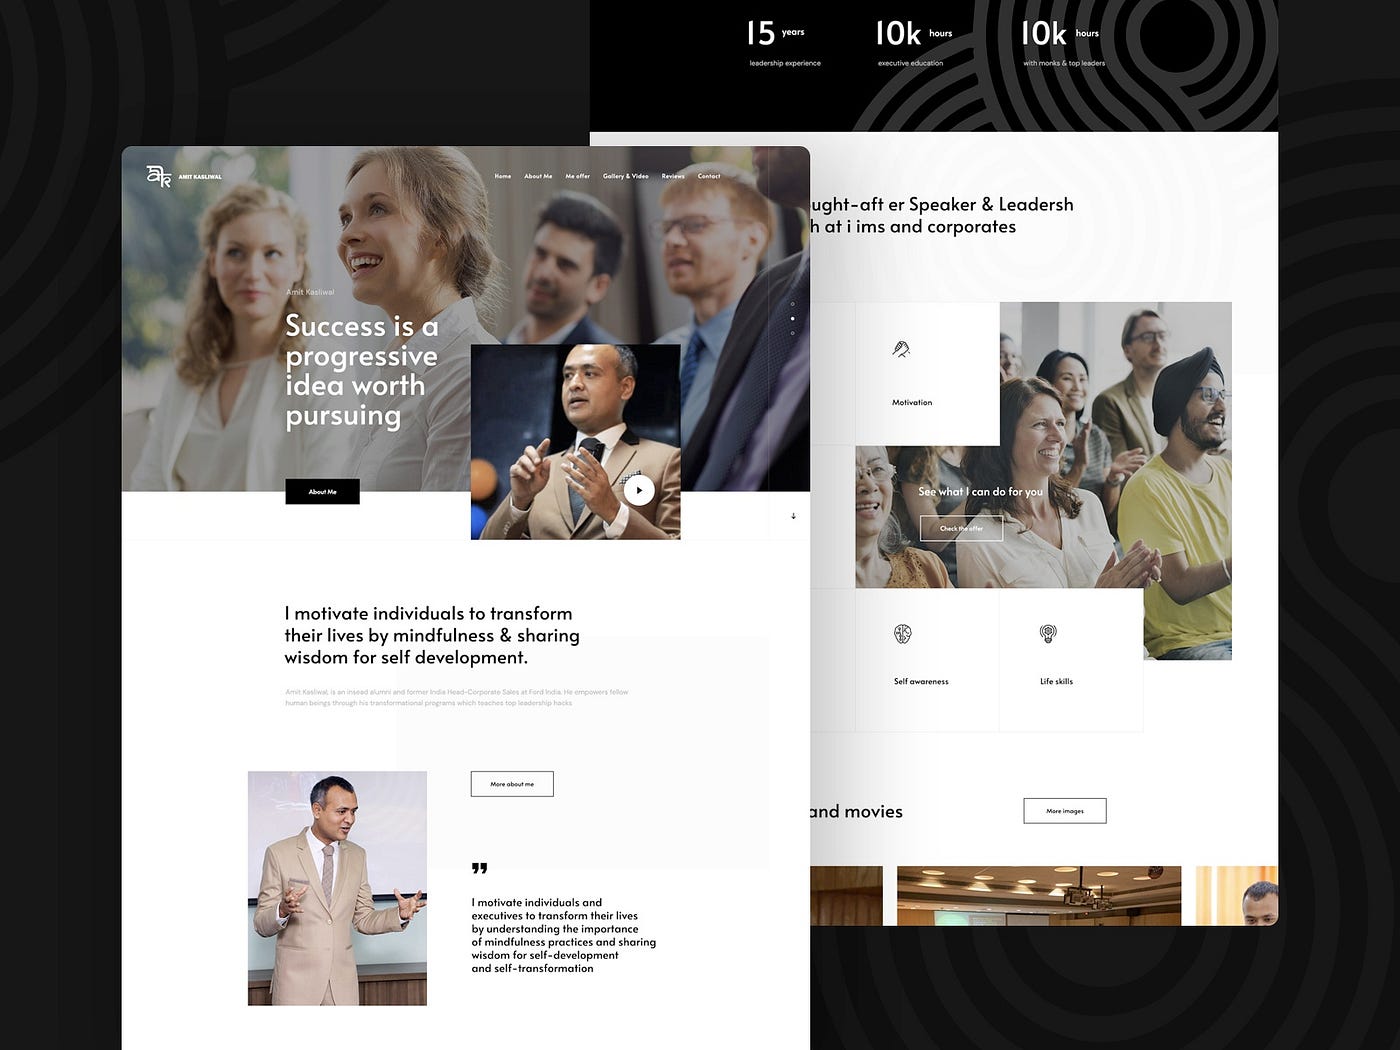 15 years
leadership experience
10k hours
executive education
10k hours
with monks & top leaders
AMIT KASLIWAL
Home
About Me
Me offer
Gallery & Video
Reviews
Contact
Amit Kasliwal
Success is a
progressive
idea worth
pursuing
About Me
I motivate individuals to transform
their lives by mindfulness & sharing
wisdom for self development.
Amit Kasliwal, is an insead alumni and former India Head-Corporate Sales at Ford India. He empowers fellow
human beings through his transformational programs which teaches top leadership hacks
More about me
I motivate individuals and
executives to transform their lives
by understanding the importance
of mindfulness practices and sharing
wisdom for self-development
and self-transformation
ught-aft er Speaker & Leadersh
h at i ims and corporates
Motivation
See what I can do for you
Check the offer
Self awareness
Life skills
and movies
More images